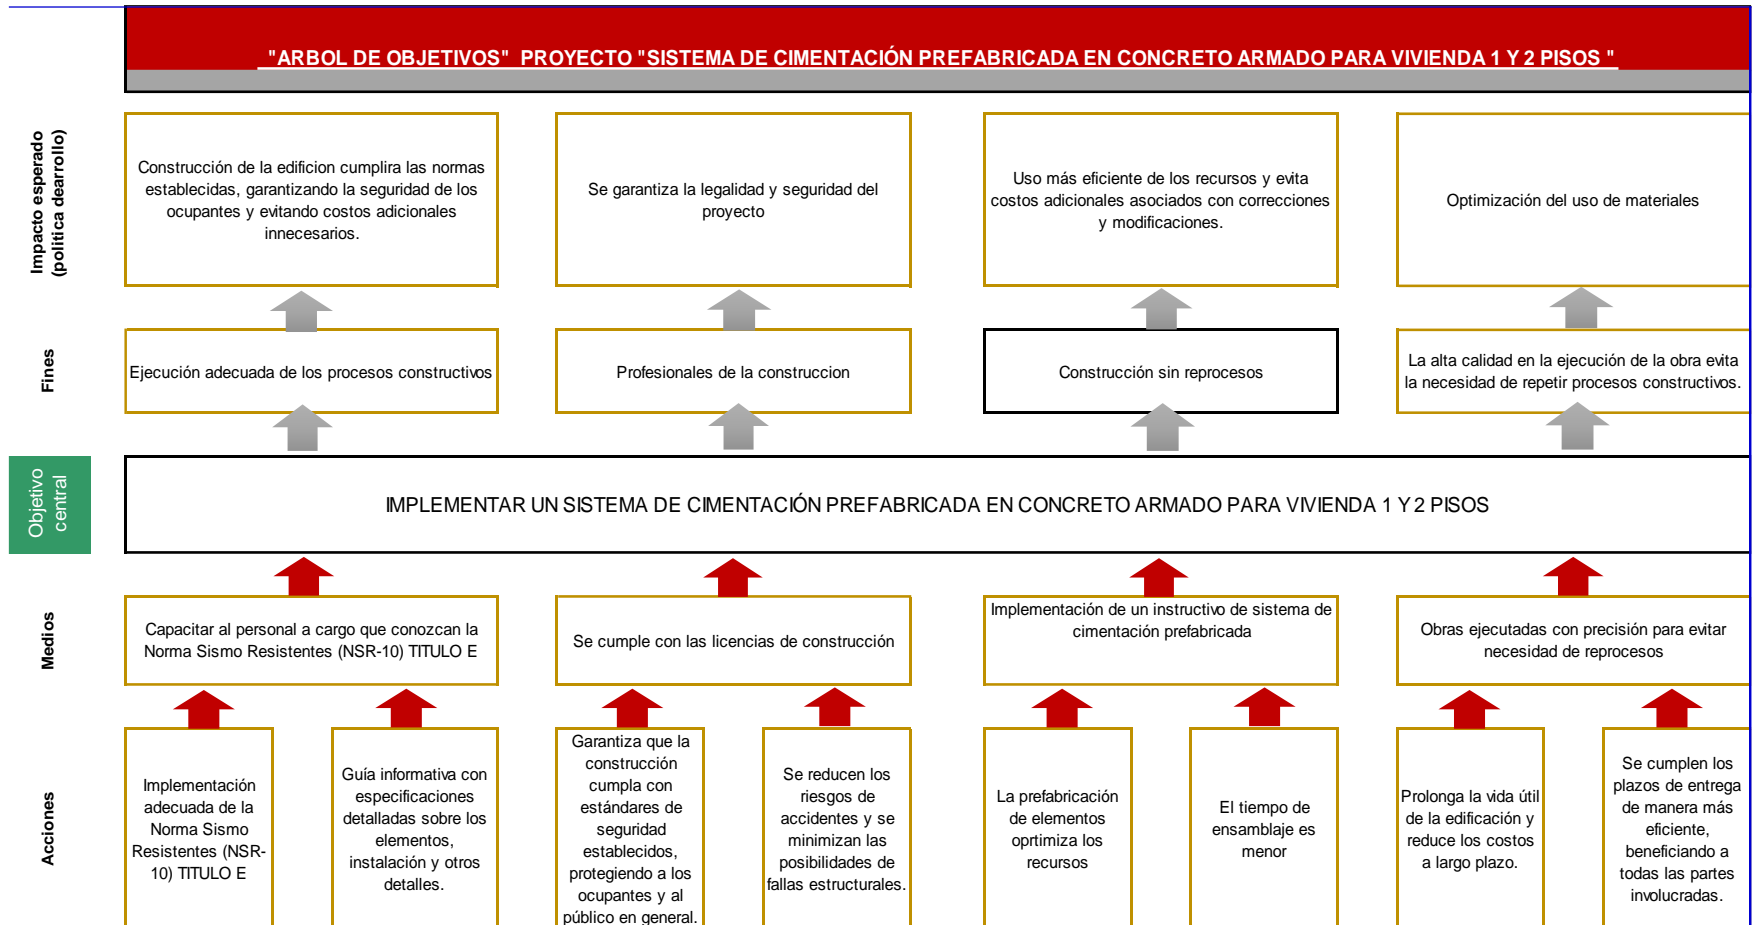 "ARBOL DE OBJETIVOS"  PROYECTO "SISTEMA DE CIMENTACIÓN PREFABRICADA EN CONCRETO ARMADO PARA VIVIENDA 1 Y 2 PISOS "
Impacto esperado
(política dearrollo)
Construcción de la edificion cumplira las normas
establecidas, garantizando la seguridad de los
ocupantes y evitando costos adicionales
innecesarios.
Se garantiza la legalidad y seguridad del
proyecto
Uso más eficiente de los recursos y evita
costos adicionales asociados con correcciones
y modificaciones.
Optimización del uso de materiales
Fines
Ejecución adecuada de los procesos constructivos
Profesionales de la construccion
Construcción sin reprocesos
La alta calidad en la ejecución de la obra evita
la necesidad de repetir procesos constructivos.
Objetivo
central
IMPLEMENTAR UN SISTEMA DE CIMENTACIÓN PREFABRICADA EN CONCRETO ARMADO PARA VIVIENDA 1 Y 2 PISOS
Medios
Capacitar al personal a cargo que conozcan la
Norma Sismo Resistentes (NSR-10) TITULO E
Se cumple con las licencias de construcción
Implementación de un instructivo de sistema de
cimentación prefabricada
Obras ejecutadas con precisión para evitar
necesidad de reprocesos
Acciones
Implementación
adecuada de la
Norma Sismo
Resistentes (NSR-
10) TITULO E
Guía informativa con
especificaciones
detalladas sobre los
elementos,
instalación y otros
detalles.
Garantiza que la
construcción
cumpla con
estándares de
seguridad
establecidos,
protegiendo a los
ocupantes y al
público en general.
Se reducen los
riesgos de
accidentes y se
minimizan las
posibilidades de
fallas estructurales.
La prefabricación
de elementos
oprtimiza los
recursos
El tiempo de
ensamblaje es
menor
Prolonga la vida útil
de la edificación y
reduce los costos
a largo plazo.
Se cumplen los
plazos de entrega
de manera más
eficiente,
beneficiando a
todas las partes
involucradas.